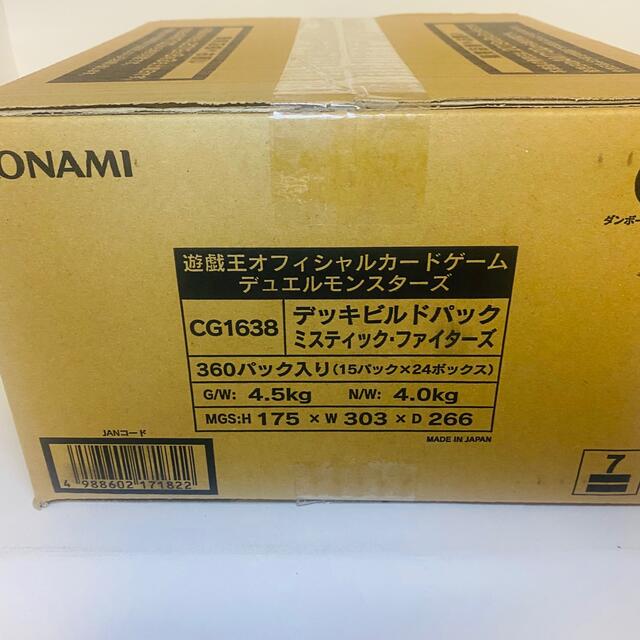 ONAMI
ダンボー
遊戯王オフィシャルカードゲーム
デュエルモンスターズ
CG1638
デッキビルドパック
ミスティック・ファイターズ
360パック入り(15パック×24ボックス)
G/W: 4.5kg N/W: 4.0kg
MGS:H 175 × W 303 × D 266
MADE IN JAPAN
JANコード
4 988602 171822
7